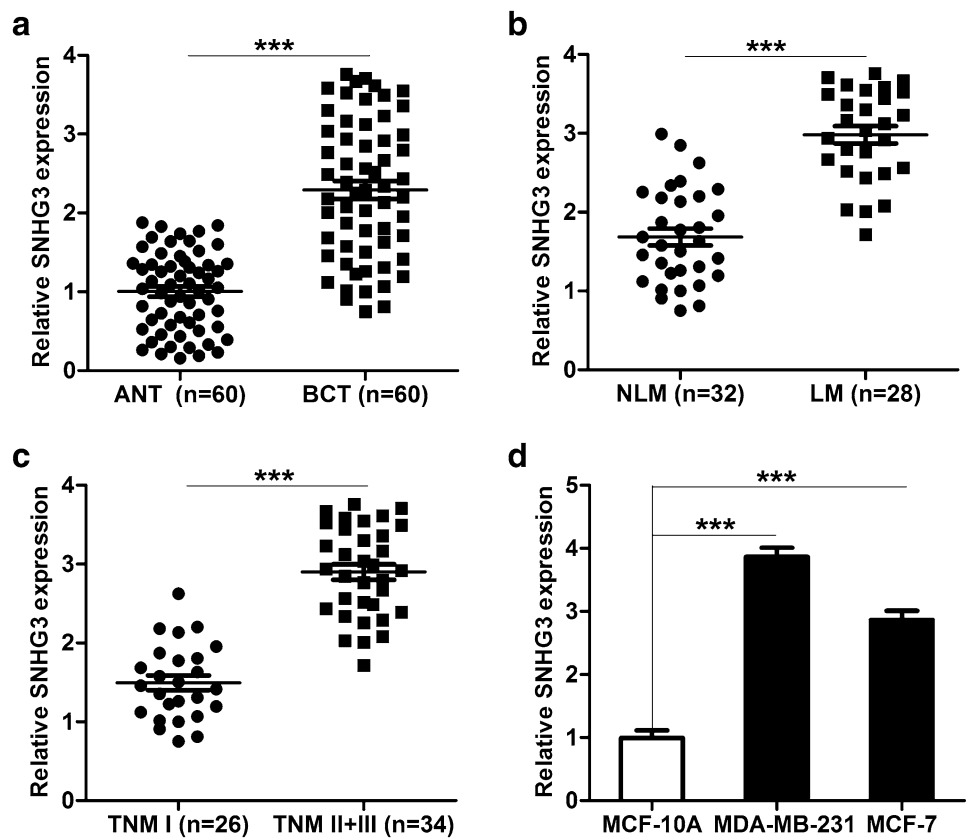 a
***
Relative SNHG3 expression
4
3
2
1
0
ANT (n=60)
BCT (n=60)
b
***
Relative SNHG3 expression
4
3
2
1
0
NLM (n=32)
LM (n=28)
c
***
Relative SNHG3 expression
4
3
2
1
0
TNM I (n=26)
TNM II+III (n=34)
d
***
***
Relative SNHG3 expression
5
4
3
2
1
0
MCF-10A
MDA-MB-231
MCF-7